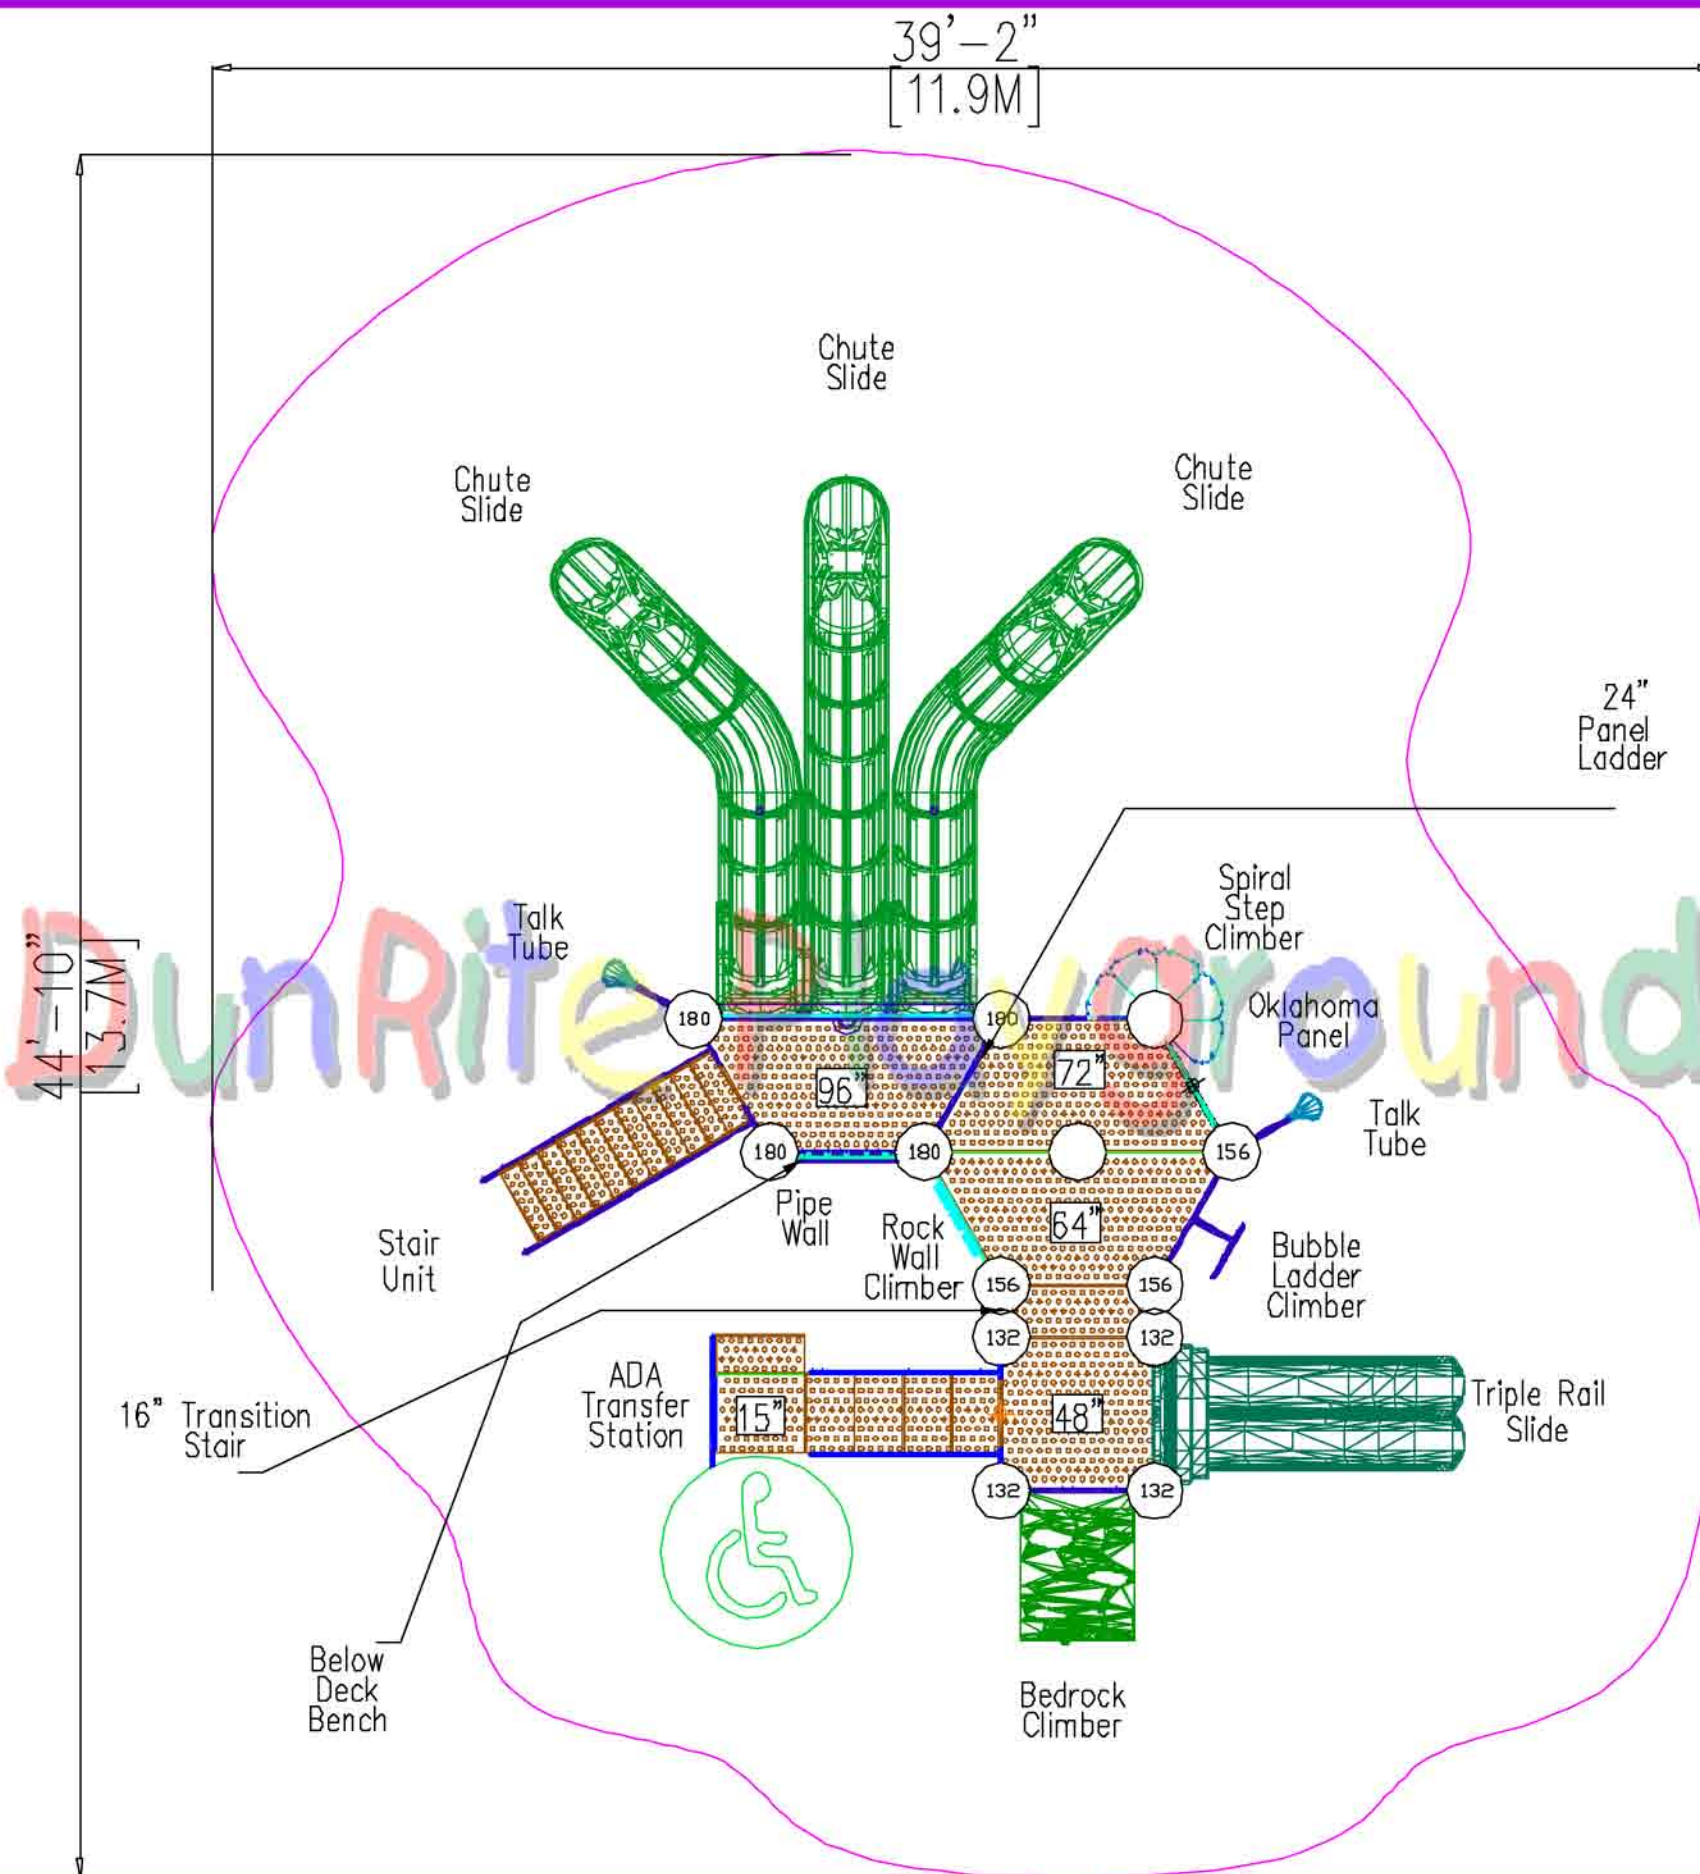 39'-2"
[11.9M]
Chute
Slide
Chute
Slide
Chute
Slide
24"
Panel
Ladder
Spiral
Step
Climber
Talk
Tube
44'-10"
13.7M
DunRite Playground
Oklahoma
Panel
180
180
72"
96"
Talk
Tube
180
180
156
Pipe
Wall
Rock
Wall
Climber
64"
Stair
Unit
Bubble
Ladder
Climber
156
156
132
132
ADA
Transfer
Station
15"
48"
Triple Rail
Slide
16" Transition
Stair
132
132
Below
Deck
Bench
Bedrock
Climber